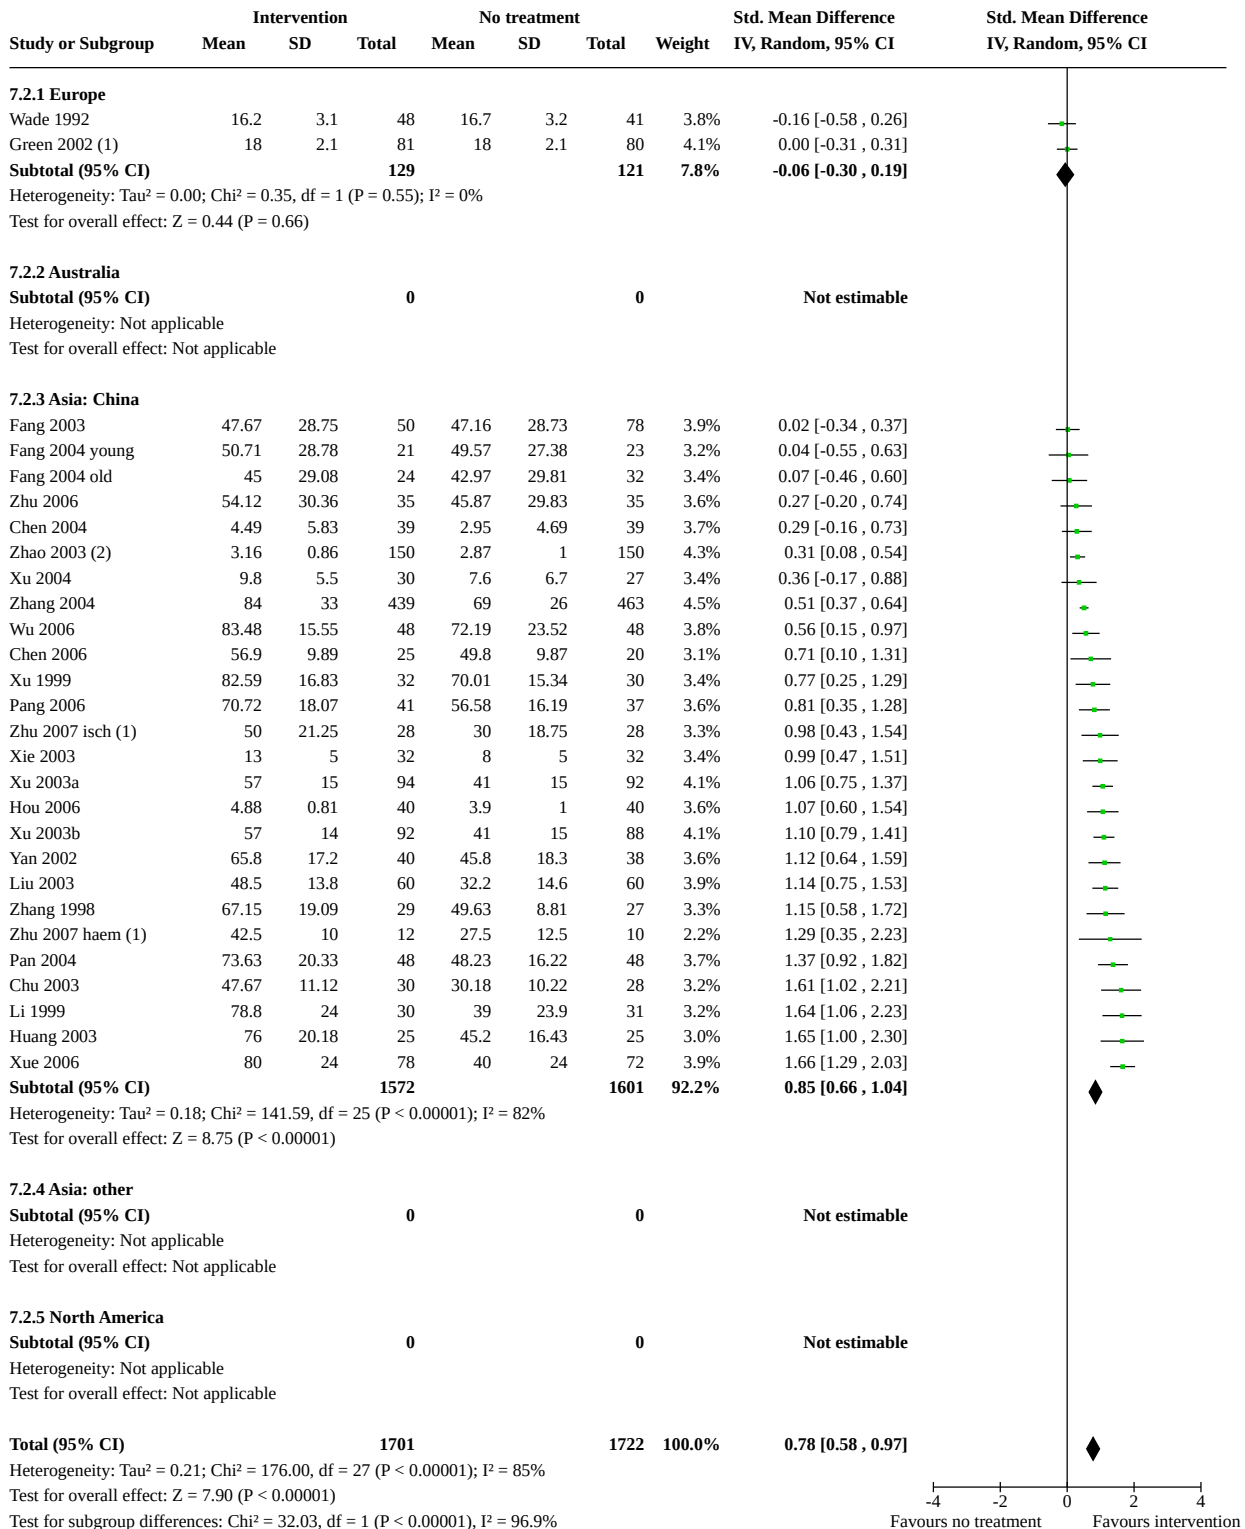 Intervention No treatment Std. Mean Difference Std. Mean Difference
Study or Subgroup Mean SD Total Mean SD Total Weight IV, Random, 95% CI IV, Random, 95% CI
7.2.1 Europe
Wade 1992 16.2 3.1 48 16.7 3.2 41 3.8% -0.16 [-0.58 , 0.26]
Green 2002 (1) 18 2.1 81 18 2.1 80 4.1% 0.00 [-0.31 , 0.31]
Subtotal (95% CI) 129 121 7.8% -0.06 [-0.30 , 0.19]
Heterogeneity: Tau² = 0.00; Chi² = 0.35, df = 1 (P = 0.55); I² = 0%
Test for overall effect: Z = 0.44 (P = 0.66)
7.2.2 Australia
Subtotal (95% CI) 0 0 Not estimable
Heterogeneity: Not applicable
Test for overall effect: Not applicable
7.2.3 Asia: China
Fang 2003 47.67 28.75 50 47.16 28.73 78 3.9% 0.02 [-0.34 , 0.37]
Fang 2004 young 50.71 28.78 21 49.57 27.38 23 3.2% 0.04 [-0.55 , 0.63]
Fang 2004 old 45 29.08 24 42.97 29.81 32 3.4% 0.07 [-0.46 , 0.60]
Zhu 2006 54.12 30.36 35 45.87 29.83 35 3.6% 0.27 [-0.20 , 0.74]
Chen 2004 4.49 5.83 39 2.95 4.69 39 3.7% 0.29 [-0.16 , 0.73]
Zhao 2003 (2) 3.16 0.86 150 2.87 1 150 4.3% 0.31 [0.08 , 0.54]
Xu 2004 9.8 5.5 30 7.6 6.7 27 3.4% 0.36 [-0.17 , 0.88]
Zhang 2004 84 33 439 69 26 463 4.5% 0.51 [0.37 , 0.64]
Wu 2006 83.48 15.55 48 72.19 23.52 48 3.8% 0.56 [0.15 , 0.97]
Chen 2006 56.9 9.89 25 49.8 9.87 20 3.1% 0.71 [0.10 , 1.31]
Xu 1999 82.59 16.83 32 70.01 15.34 30 3.4% 0.77 [0.25 , 1.29]
Pang 2006 70.72 18.07 41 56.58 16.19 37 3.6% 0.81 [0.35 , 1.28]
Zhu 2007 isch (1) 50 21.25 28 30 18.75 28 3.3% 0.98 [0.43 , 1.54]
Xie 2003 13 5 32 8 5 32 3.4% 0.99 [0.47 , 1.51]
Xu 2003a 57 15 94 41 15 92 4.1% 1.06 [0.75 , 1.37]
Hou 2006 4.88 0.81 40 3.9 1 40 3.6% 1.07 [0.60 , 1.54]
Xu 2003b 57 14 92 41 15 88 4.1% 1.10 [0.79 , 1.41]
Yan 2002 65.8 17.2 40 45.8 18.3 38 3.6% 1.12 [0.64 , 1.59]
Liu 2003 48.5 13.8 60 32.2 14.6 60 3.9% 1.14 [0.75 , 1.53]
Zhang 1998 67.15 19.09 29 49.63 8.81 27 3.3% 1.15 [0.58 , 1.72]
Zhu 2007 haem (1) 42.5 10 12 27.5 12.5 10 2.2% 1.29 [0.35 , 2.23]
Pan 2004 73.63 20.33 48 48.23 16.22 48 3.7% 1.37 [0.92 , 1.82]
Chu 2003 47.67 11.12 30 30.18 10.22 28 3.2% 1.61 [1.02 , 2.21]
Li 1999 78.8 24 30 39 23.9 31 3.2% 1.64 [1.06 , 2.23]
Huang 2003 76 20.18 25 45.2 16.43 25 3.0% 1.65 [1.00 , 2.30]
Xue 2006 80 24 78 40 24 72 3.9% 1.66 [1.29 , 2.03]
Subtotal (95% CI) 1572 1601 92.2% 0.85 [0.66 , 1.04]
Heterogeneity: Tau² = 0.18; Chi² = 141.59, df = 25 (P < 0.00001); I² = 82%
Test for overall effect: Z = 8.75 (P < 0.00001)
7.2.4 Asia: other
Subtotal (95% CI) 0 0 Not estimable
Heterogeneity: Not applicable
Test for overall effect: Not applicable
7.2.5 North America
Subtotal (95% CI) 0 0 Not estimable
Heterogeneity: Not applicable
Test for overall effect: Not applicable
Total (95% CI) 1701 1722 100.0% 0.78 [0.58 , 0.97]
Heterogeneity: Tau² = 0.21; Chi² = 176.00, df = 27 (P < 0.00001); I² = 85%
Test for overall effect: Z = 7.90 (P < 0.00001)
-4 -2 0 2 4
Test for subgroup differences: Chi² = 32.03, df = 1 (P < 0.00001), I² = 96.9% Favours no treatment Favours intervention